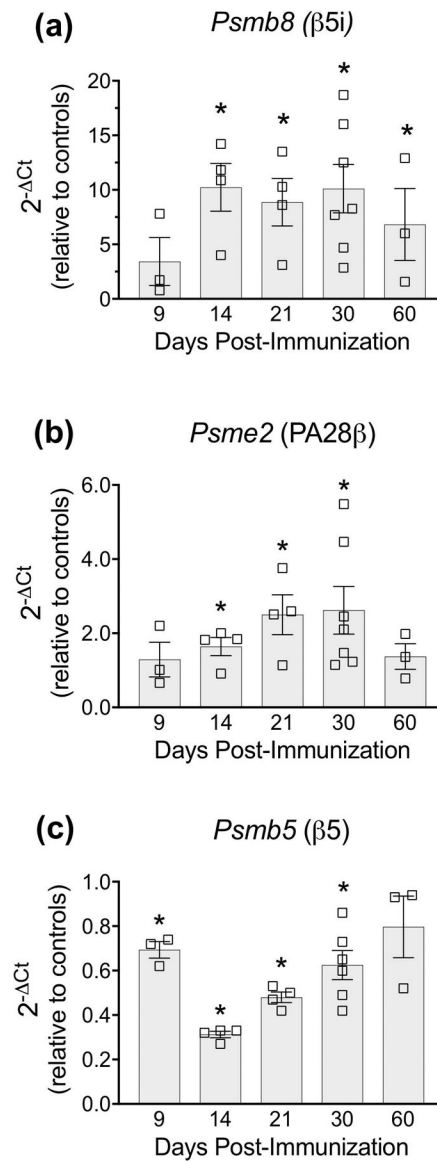 (a) Psmb8 (β5i)
2-ΔCt
(relative to controls)
20
15
10
5
0
* * * *
9 14 21 30 60
Days Post-Immunization
(b) Psme2 (PA28β)
2-ΔCt
(relative to controls)
6.0
4.0
2.0
0.0
* * *
9 14 21 30 60
Days Post-Immunization
(c) Psmb5 (β5)
2-ΔCt
(relative to controls)
1.0
0.8
0.6
0.4
0.2
0.0
* * * *
9 14 21 30 60
Days Post-Immunization